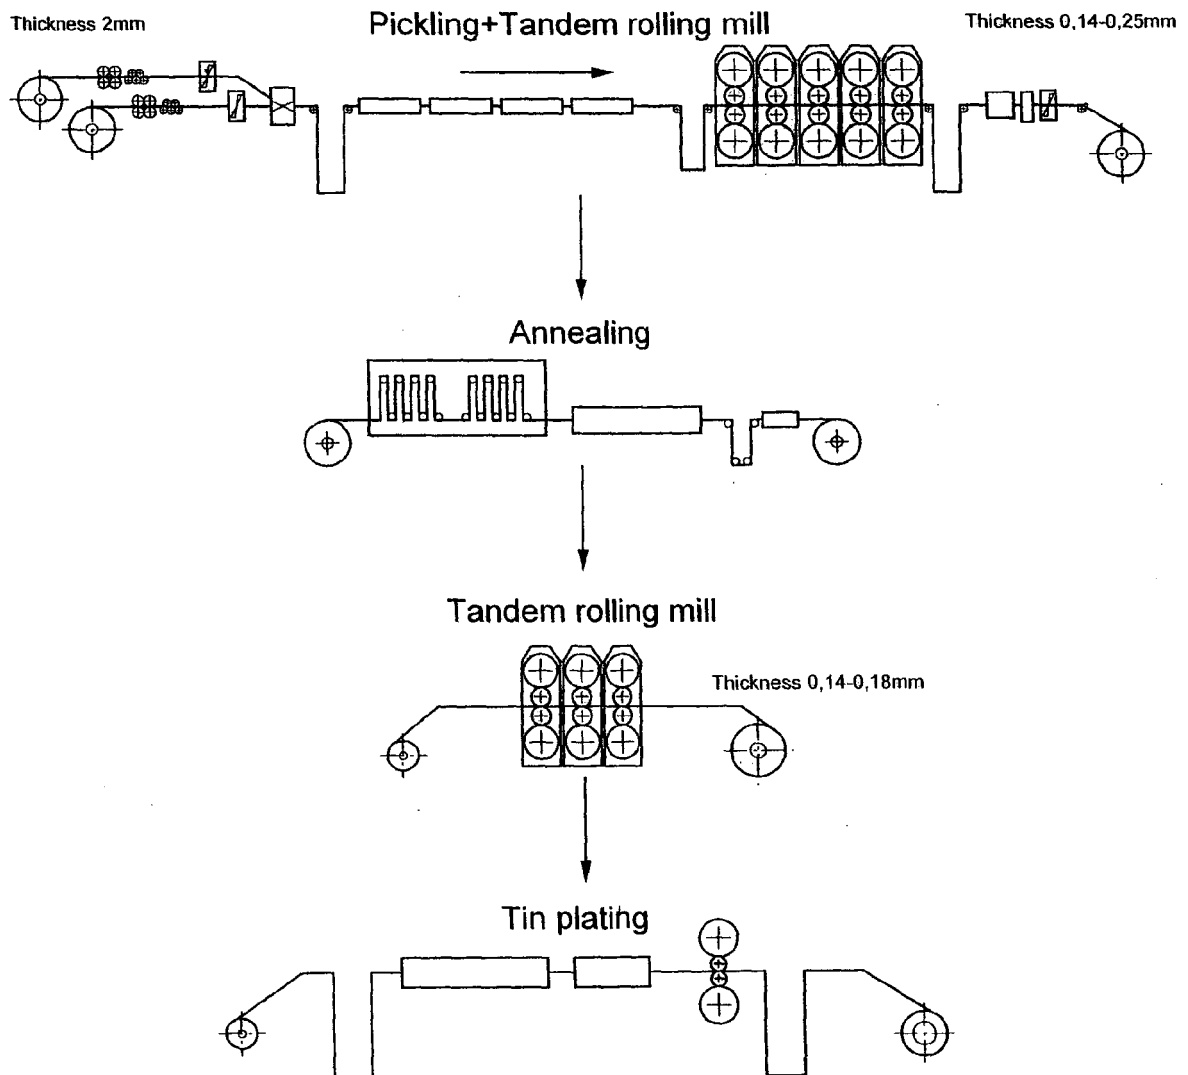 Thickness 2mm
Pickling+Tandem rolling mill
Thickness 0,14-0,25mm
Annealing
Tandem rolling mill
Thickness 0,14-0,18mm
Tin plating